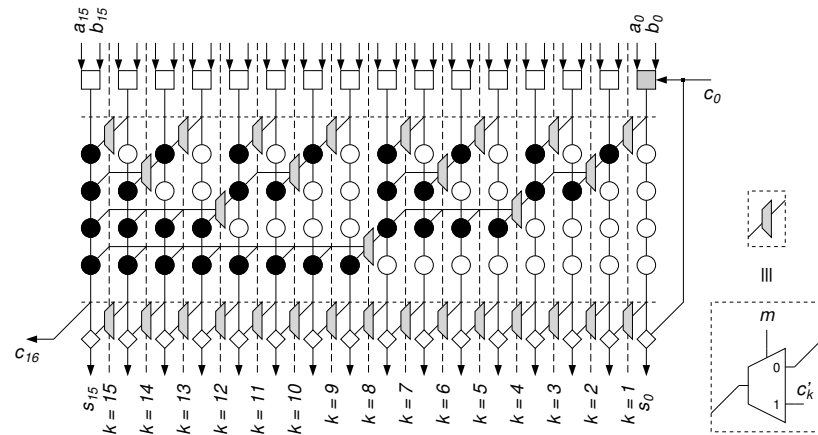 a15 b15 a0 b0
c0
c16
s15 k = 15 k = 14 k = 13 k = 12 k = 11 k = 10 k = 9 k = 8 k = 7 k = 6 k = 5 k = 4 k = 3 k = 2 k = 1 s0
m
0
c'k
1